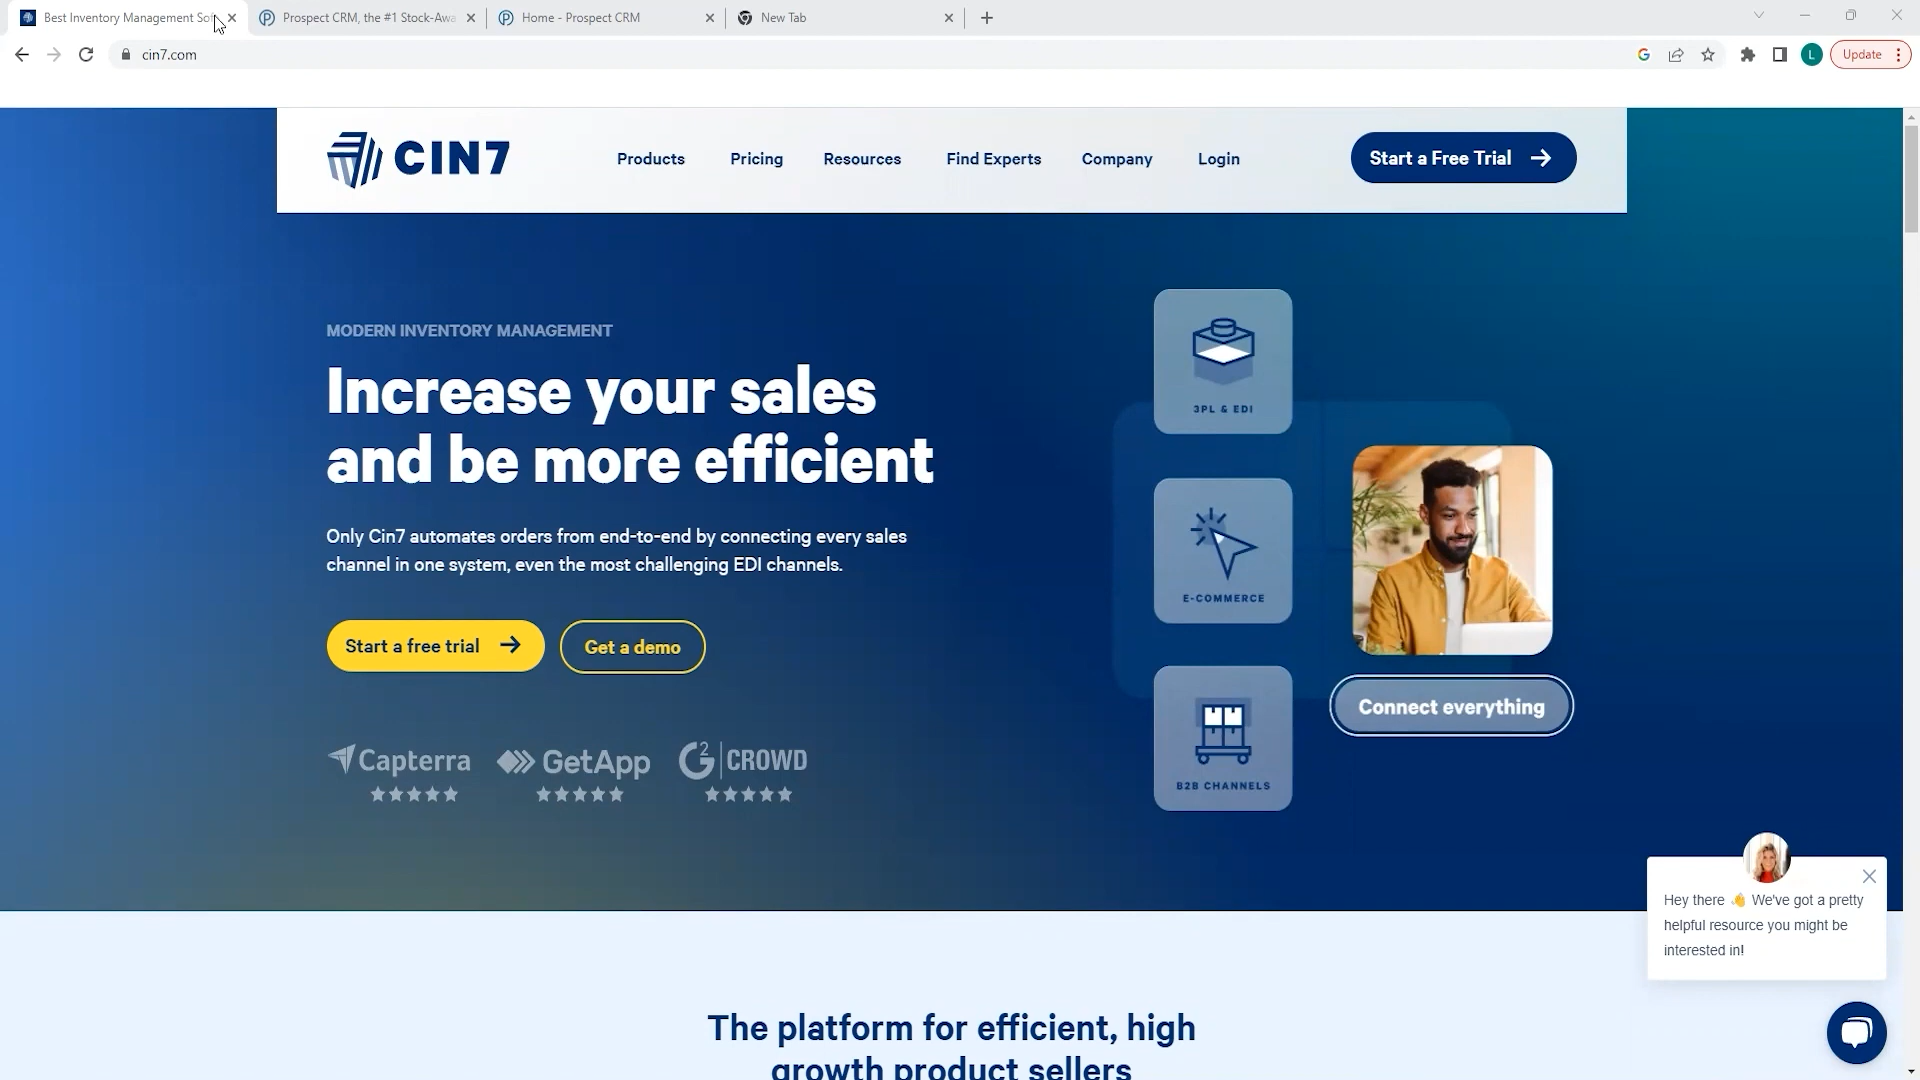 Best Inventory Management Sof
Prospect CRM, the #1 Stock-Awa
Home - Prospect CRM
New Tab
cin7.com
L
Update
CIN7
Products
Pricing
Resources
Find Experts
Company
Login
Start a Free Trial
MODERN INVENTORY MANAGEMENT
Increase your sales
and be more efficient
Only Cin7 automates orders from end-to-end by connecting every sales
channel in one system, even the most challenging EDI channels.
Start a free trial
Get a demo
Capterra
GetApp
G2 CROWD
3PL & EDI
E-COMMERCE
B2B CHANNELS
Connect everything
Hey there 👋 We've got a pretty
helpful resource you might be
interested in!
The platform for efficient, high
growth product sellers